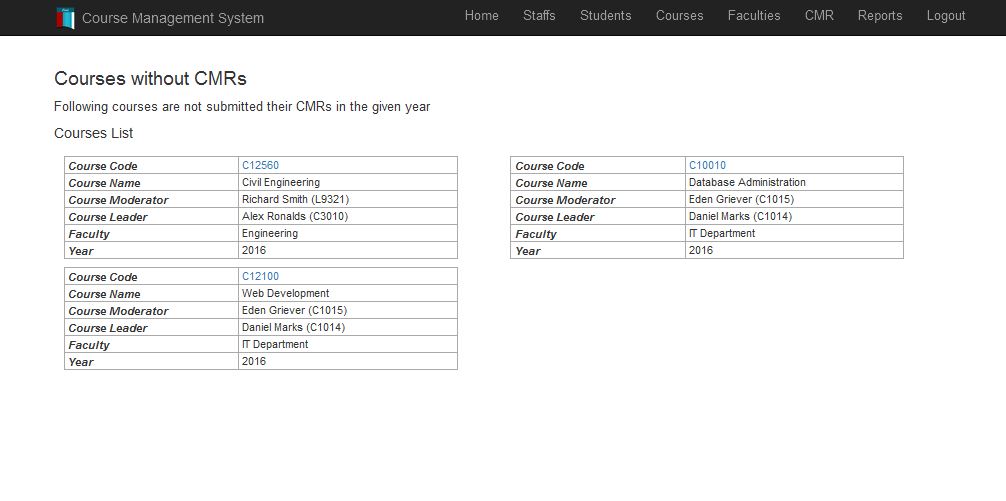 Course Management System Home Staffs Students Courses Faculties CMR Reports Logout
Courses without CMRs
Following courses are not submitted their CMRs in the given year
Courses List
Course Code C12560
Course Name Civil Engineering
Course Moderator Richard Smith (L9321)
Course Leader Alex Ronalds (C3010)
Faculty Engineering
Year 2016
Course Code C10010
Course Name Database Administration
Course Moderator Eden Griever (C1015)
Course Leader Daniel Marks (C1014)
Faculty IT Department
Year 2016
Course Code C12100
Course Name Web Development
Course Moderator Eden Griever (C1015)
Course Leader Daniel Marks (C1014)
Faculty IT Department
Year 2016